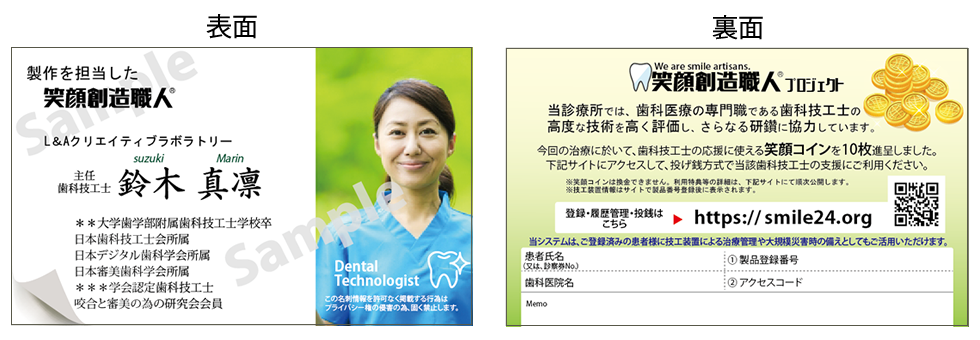 表面
製作を担当した
笑顔創造職人®
L&Aクリエイティブラボラトリー
suzuki Marin
主任
歯科技工士
鈴木 真凛
＊＊大学歯学部附属歯科技工士学校卒
日本歯科技工士会所属
日本デジタル歯科学会所属
日本審美歯科学会所属
＊＊＊学会認定歯科技工士
咬合と審美の為の研究会会員
Sample
Sample
Dental
Technologist
この名刺情報を許可なく掲載する行為は
プライバシー権の侵害の為、固く禁止します。
裏面
We are smile artisans.
笑顔創造職人®プロジェクト
当診療所では、歯科医療の専門職である歯科技工士の
高度な技術を高く評価し、さらなる研鑽に協力しています。
今回の治療に於いて、歯科技工士の応援に使える笑顔コインを10枚進呈しました。
下記サイトにアクセスして、投げ銭方式で当該歯科技工士の支援にご利用ください。
※笑顔コインは換金できません。利用特典等の詳細は、下記サイトにて順次公開します。
※技工装置情報はサイトで製品番号登録後に表示されます。
登録・履歴管理・投銭は
こちら
▶ https://smile24.org
当システムは、ご登録済みの患者様に技工装置による治療管理や大規模災害時の備えとしてもご活用いただけます。
患者氏名
(又は、診察券No.)
①製品登録番号
歯科医院名
②アクセスコード
Memo